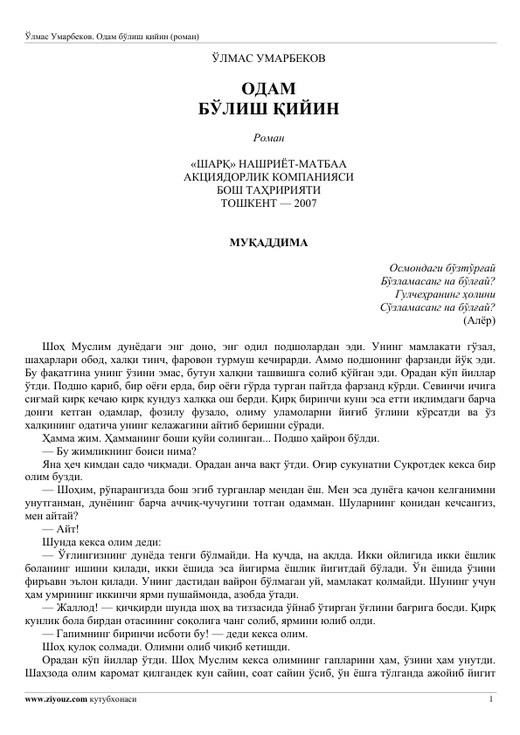 Ўлмас Умарбеков. Одам бўлиш қийин (роман)
ЎЛМАС УМАРБЕКОВ
ОДАМ
БЎЛИШ ҚИЙИН
Роман
«ШАРҚ» НАШРИЁТ-МАТБАА
АКЦИЯДОРЛИК КОМПАНИЯСИ
БОШ ТАҲРИРИЯТИ
ТОШКЕНТ — 2007
МУҚАДДИМА
Осмондаги бўзтўрғай
Бўзламасанг на бўлғай?
Гулчеҳранинг ҳолини
Сўзламасанг на бўлғай?
(Алёр)
Шоҳ Муслим дунёдаги энг доно, энг одил подшолардан эди. Унинг мамлакати гўзал,
шаҳарлари обод, халқи тинч, фаровон турмуш кечирарди. Аммо подшонинг фарзанди йўқ эди.
Бу фақатгина унинг ўзини эмас, бутун халқни ташвишга солиб қўйган эди. Орадан кўп йиллар
ўтди. Подшо қариб, бир оёғи ерда, бир оёғи гўрда турган пайтда фарзанд кўрди. Севинчи ичига
сиғмай қирқ кечаю қирқ кундуз халққа ош берди. Қирқ биринчи куни эса етти иқлимдаги барча
донғи кетган одамлар, фозилу фузало, олиму уламоларни йиғиб ўғлини кўрсатди ва ўз
халқининг одатича унинг келажагини айтиб беришни сўради.
Ҳамма жим. Ҳамманинг боши қуйи солинган... Подшо ҳайрон бўлди.
— Бу жимликнинг боиси нима?
Яна ҳеч кимдан садо чиқмади. Орадан анча вақт ўтди. Оғир сукунатни Суқротдек кекса бир
олим бузди.
— Шоҳим, рўпарангизда бош эгиб турганлар мендан ёш. Мен эса дунёга қачон келганимни
унутганман, дунёнинг барча аччиқ-чучугини тотган одамман. Шуларнинг қонидан кечсангиз,
мен айтай?
— Айт!
Шунда кекса олим деди:
— Ўғлингизнинг дунёда тенги бўлмайди. На кучда, на ақлда. Икки ойлигида икки ёшлик
боланинг ишини қилади, икки ёшида эса йигирма ёшлик йигитдай бўлади. Ўн ёшида ўзини
фиръавн эълон қилади. Унинг дастидан вайрон бўлмаган уй, мамлакат қолмайди. Шунинг учун
ҳам умрининг иккинчи ярми пушаймонда, азобда ўтади.
— Жаллод! — қичқирди шунда шоҳ ва тиззасида ўйнаб ўтирган ўғлини бағрига босди. Қирқ
кунлик бола бирдан отасининг соқолига чанг солиб, ярмини юлиб олди.
— Гапимнинг биринчи исботи бу! — деди кекса олим.
Шоҳ қулоқ солмади. Олимни олиб чиқиб кетишди.
Орадан кўп йиллар ўтди. Шоҳ Муслим кекса олимнинг гапларини ҳам, ўзини ҳам унутди.
Шаҳзода олим каромат қилгандек кун сайин, соат сайин ўсиб, ўн ёшга тўлганда ажойиб йигит
www.ziyouz.com кутубхонаси
1